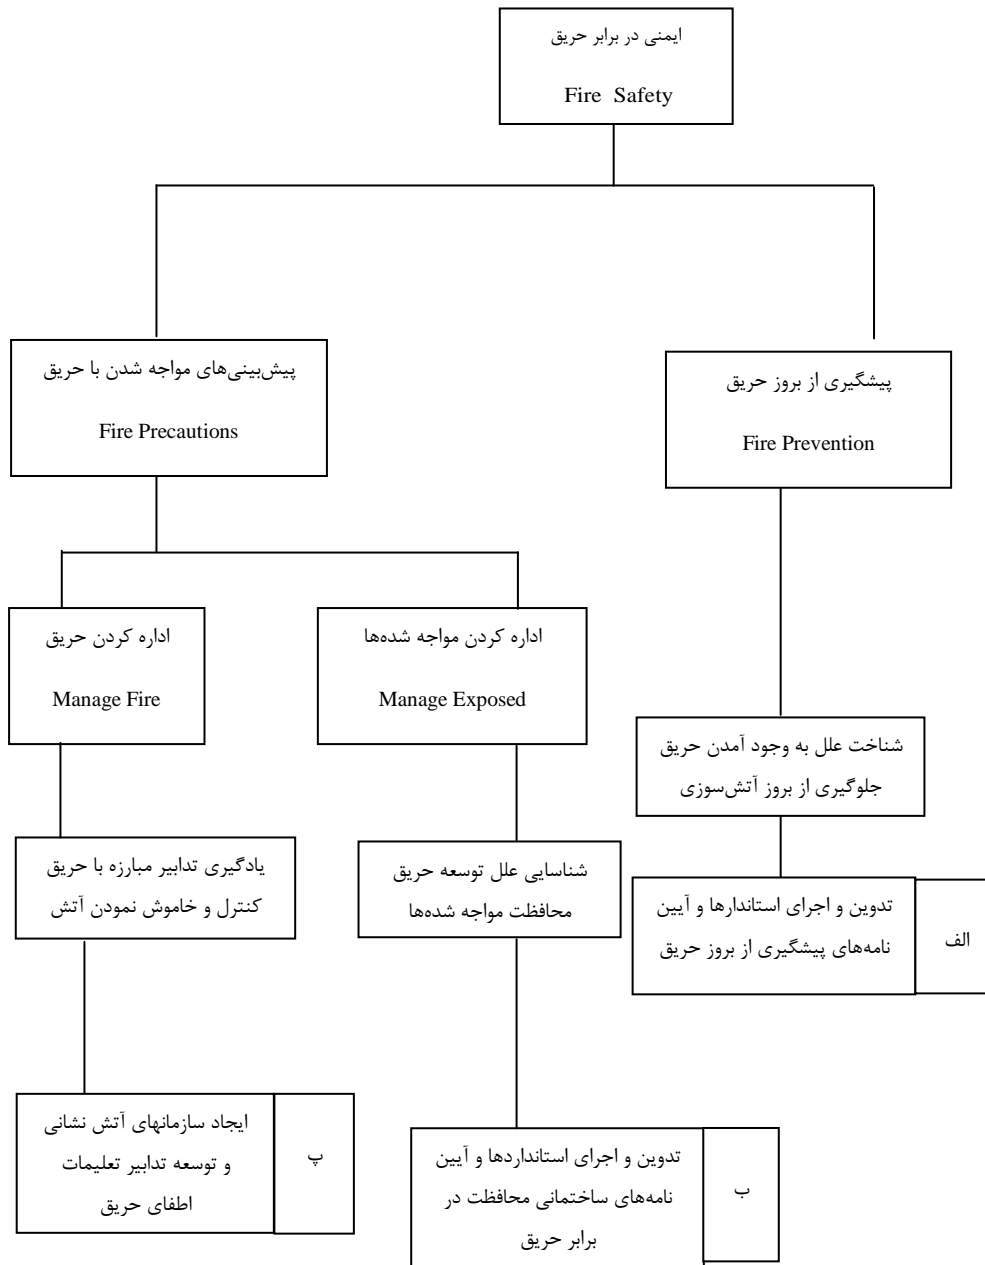 ایمنی در برابر حریق
Fire Safety
پیش‌بینی‌های مواجه شدن با حریق
Fire Precautions
پیشگیری از بروز حریق
Fire Prevention
اداره کردن حریق
Manage Fire
اداره کردن مواجه شده‌ها
Manage Exposed
شناخت علل به وجود آمدن حریق
جلوگیری از بروز آتش‌سوزی
یادگیری تدابیر مبارزه با حریق
کنترل و خاموش نمودن آتش
شناسایی علل توسعه حریق
محافظت مواجه شده‌ها
الف
تدوین و اجرای استاندارها و آیین
نامه‌های پیشگیری از بروز حریق
پ
ایجاد سازمانهای آتش نشانی
و توسعه تدابیر تعلیمات
اطفای حریق
ب
تدوین و اجرای استانداردها و آیین
نامه‌های ساختمانی محافظت در
برابر حریق